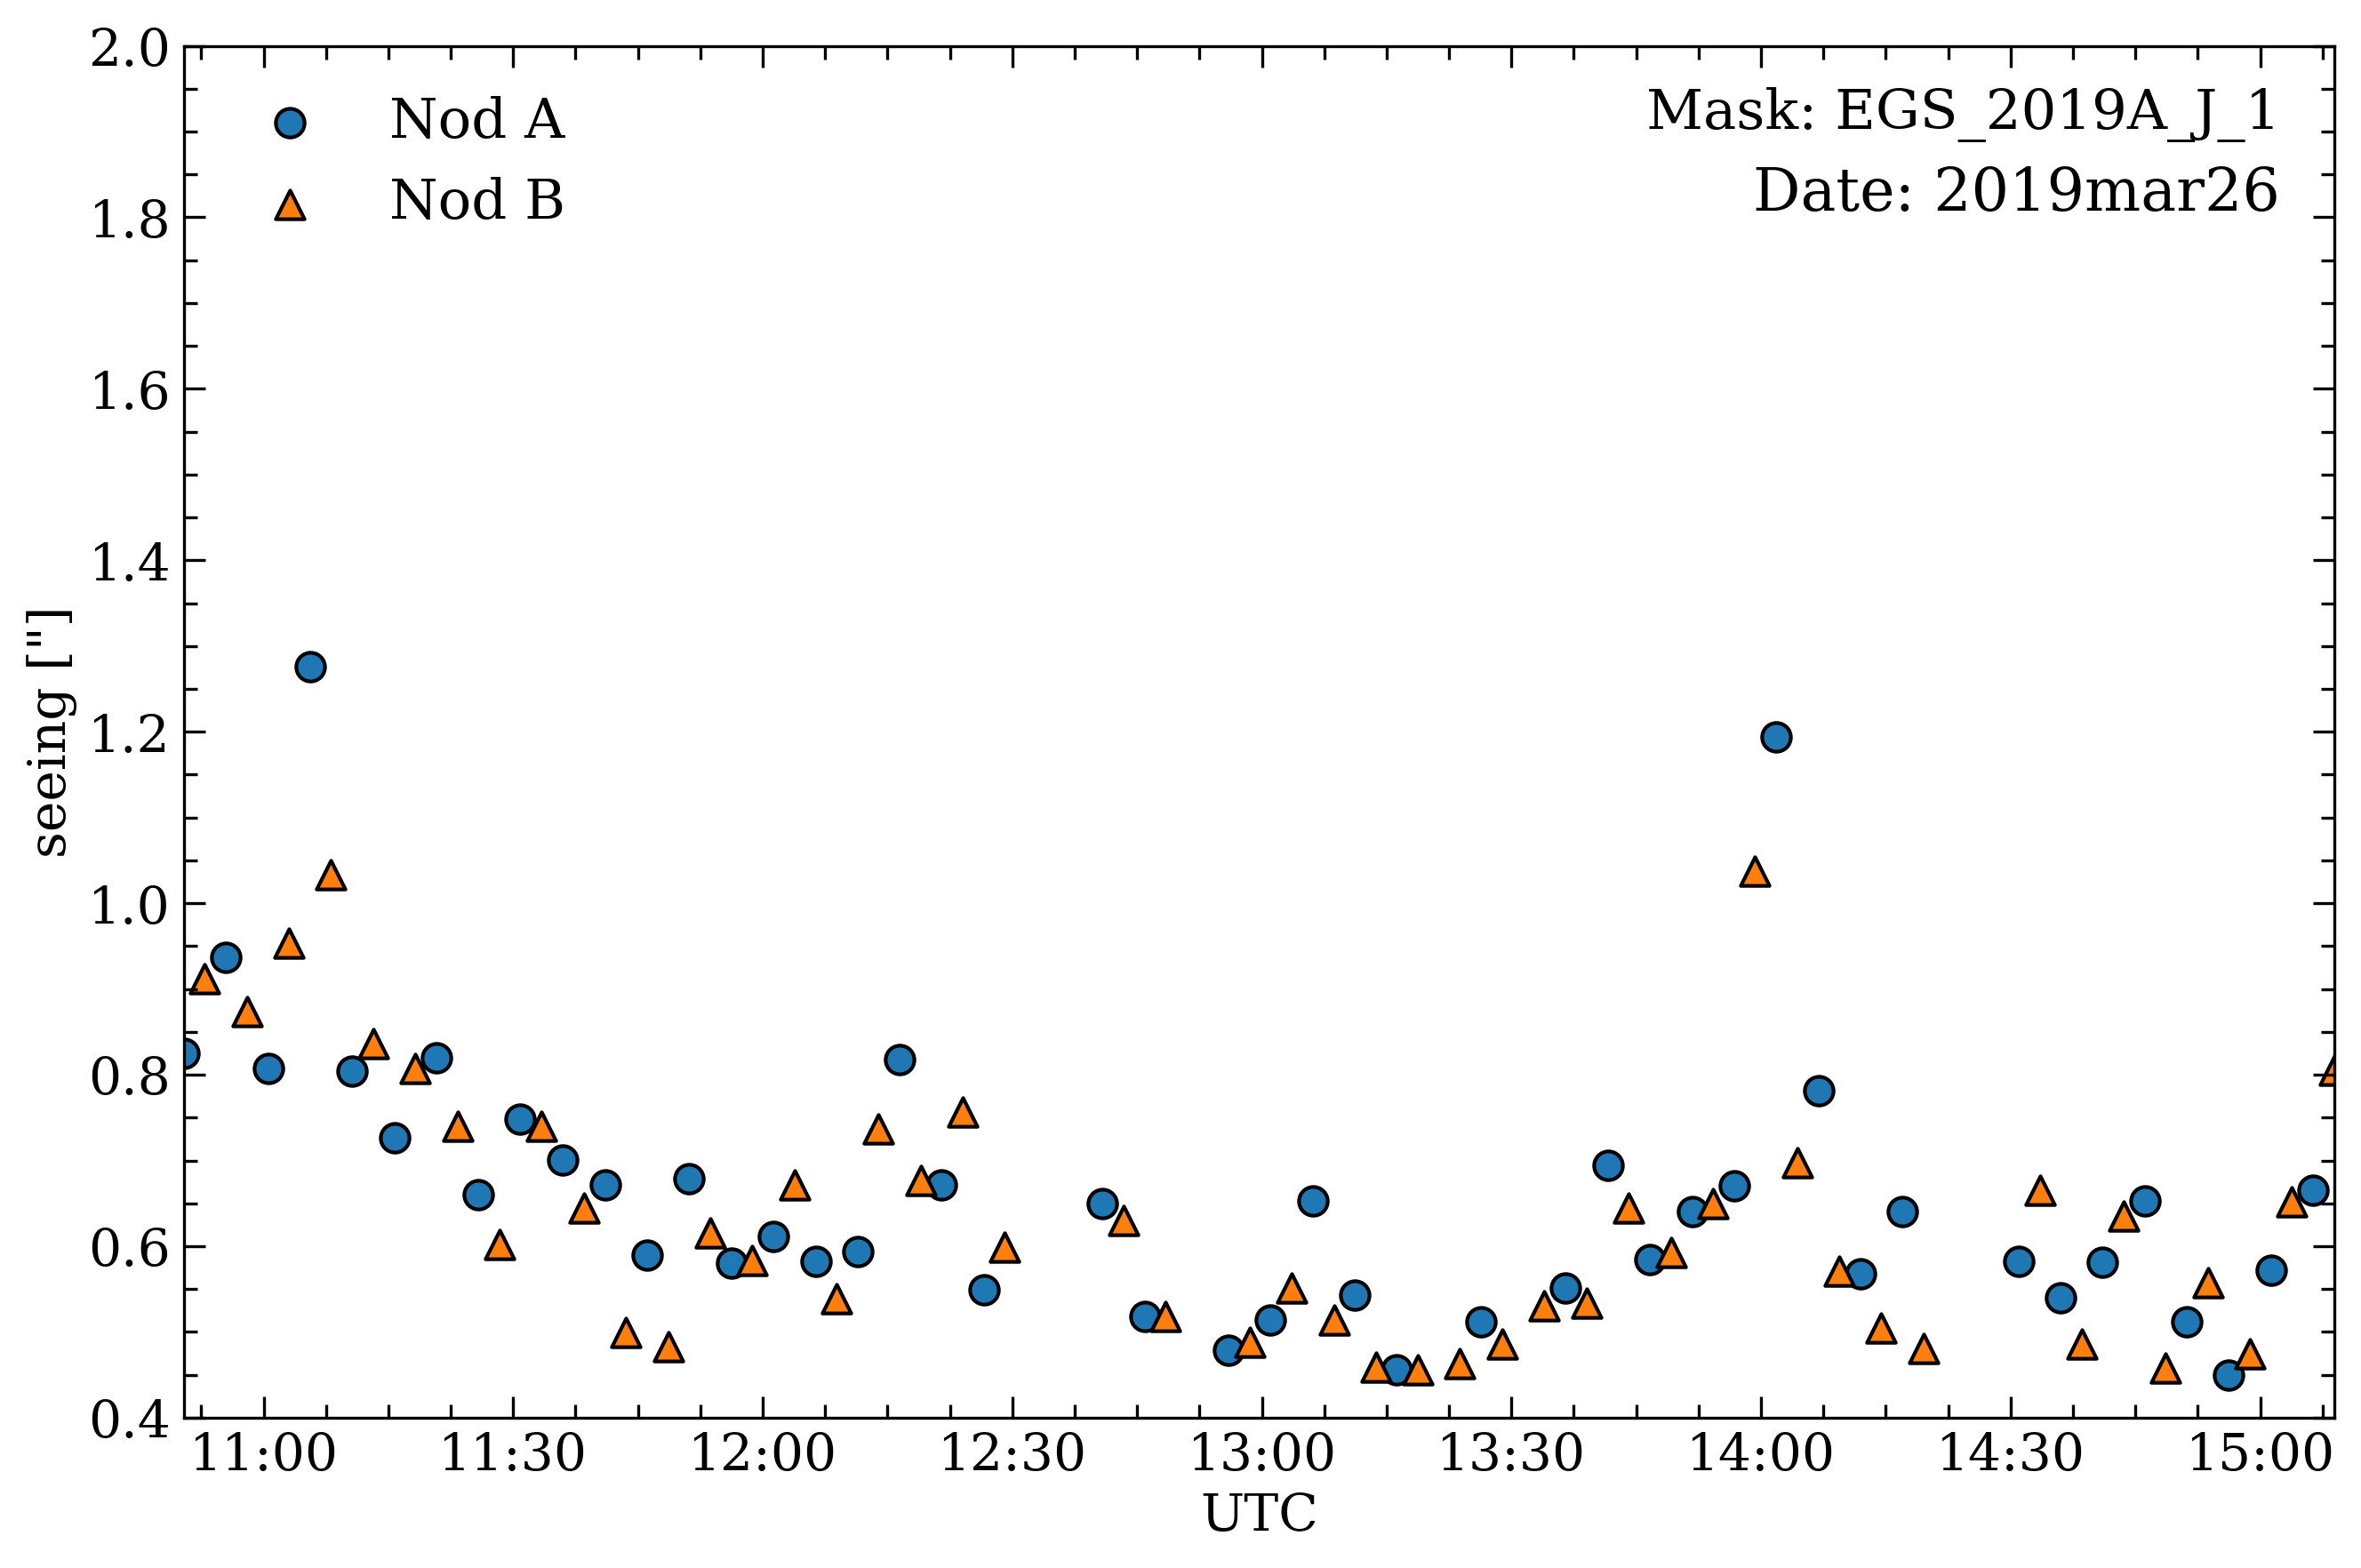 2.0
1.8
1.6
1.4
1.2
1.0
0.8
0.6
0.4
seeing ["]
Nod A
Nod B
Mask: EGS_2019A_J_1
Date: 2019mar26
11:00 11:30 12:00 12:30 13:00 13:30 14:00 14:30 15:00
UTC